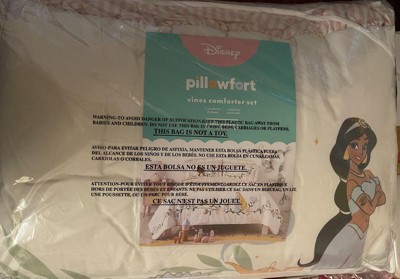 Disney
pillowfort
vines comforter set
WARNING-TO AVOID DANGER OF SUFFOCATION KEEP THIS PLASTIC BAG AWAY FROM
BABIES AND CHILDREN. DO NOT USE THIS BAG IN CRIBS, BEDS, CARRIAGES OR PLAYPENS.
THIS BAG IS NOT A TOY.
AVISO-PARA EVITAR PELIGRO DE ASFIXIA, MANTENER ESTA BOLSA PLASTICA FUERA
DEL ALCANCE DE LOS NIÑOS Y DE LOS BEBES. NO USE ESTA BOLSA EN CUNAS, CAMAS,
CARRIOLAS O CORRALES.
ESTA BOLSA NO ES UN JUGUETE.
ATTENTION-POUR EVITER TOUT RISQUE D'ETOUFFEMENT, GARDEZ CE SAC EN PLASTIQUE
HORS DE PORTÉE DES BÉBÉS ET ENFANTS. NE PAS UTILISER CE SAC DANS UN BERCEAU, UN LIT,
UNE POUSSETTE, OU UN PARC POUR BÉBÉ.
CE SAC N'EST PAS UN JOUET.